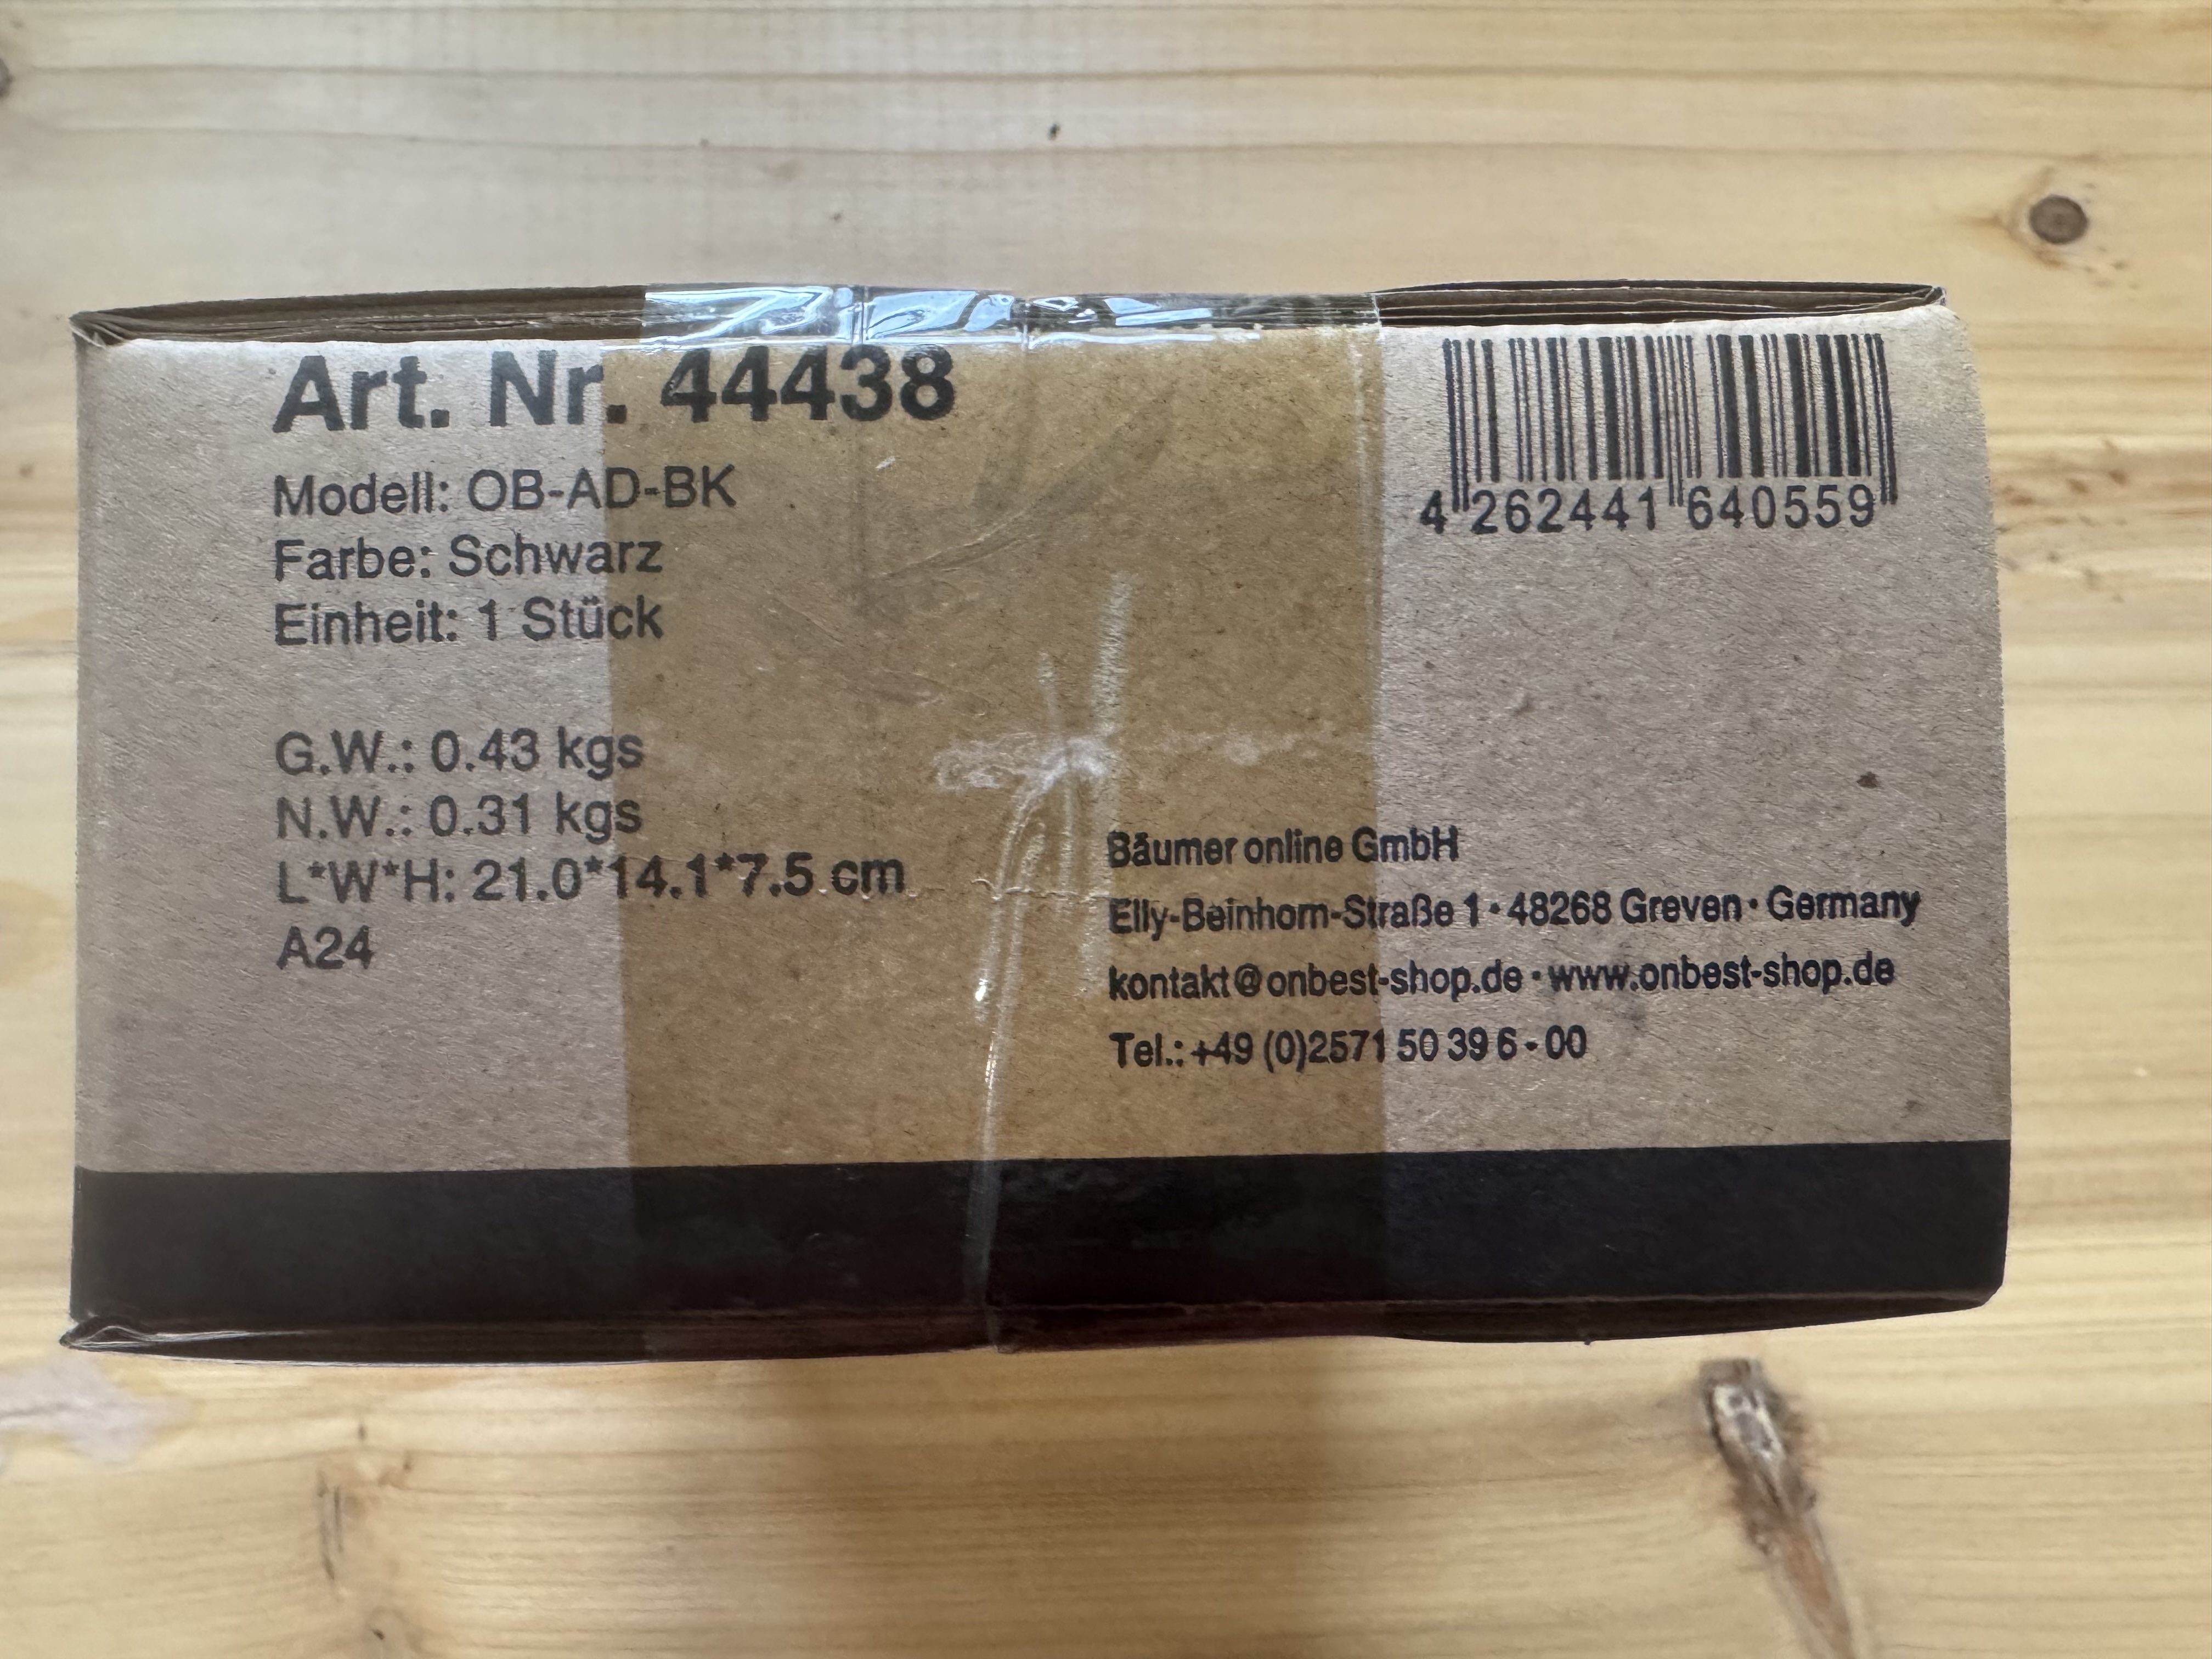 Art. Nr. 44438
Modell: OB-AD-BK
Farbe: Schwarz
Einheit: 1 Stück
G.W.: 0.43 kgs
N.W.: 0.31 kgs
L*W*H: 21.0*14.1*7.5 cm
A24
4 262441 640559
Bäumer online GmbH
Elly-Beinhorn-Straße 1 • 48268 Greven • Germany
kontakt@onbest-shop.de • www.onbest-shop.de
Tel.: +49 (0)2571 50 39 6 - 00